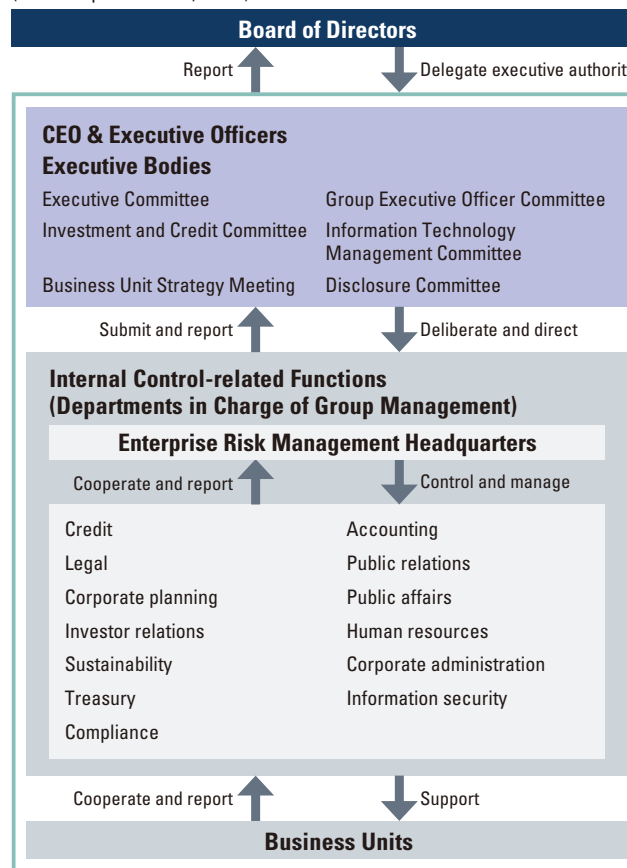 Board of Directors
Report
Delegate executive authorit
CEO & Executive Officers
Executive Bodies
Executive Committee
Group Executive Officer Committee
Investment and Credit Committee
Information Technology
Management Committee
Business Unit Strategy Meeting
Disclosure Committee
Submit and report
Deliberate and direct
Internal Control-related Functions
(Departments in Charge of Group Management)
Enterprise Risk Management Headquarters
Cooperate and report
Control and manage
Credit
Accounting
Legal
Public relations
Corporate planning
Public affairs
Investor relations
Human resources
Sustainability
Corporate administration
Treasury
Information security
Compliance
Cooperate and report
Support
Business Units